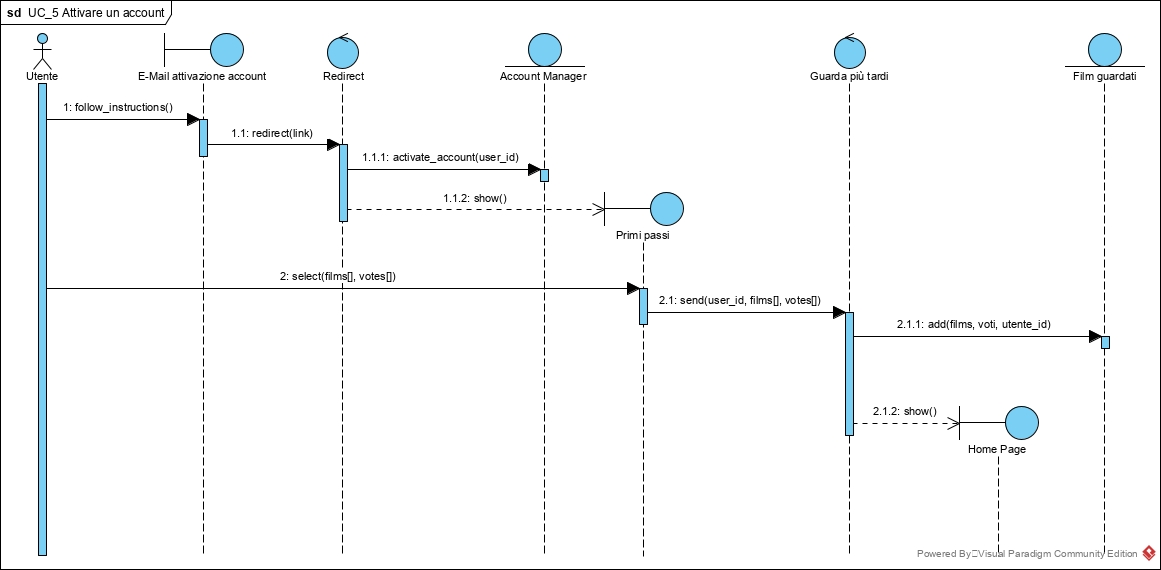 sd UC_5 Attivare un account
Utente
E-Mail attivazione account
Redirect
Account Manager
Guarda più tardi
Film guardati
1: follow_instructions()
1.1: redirect(link)
1.1.1: activate_account(user_id)
1.1.2: show()
Primi passi
2: select(films[], votes[])
2.1: send(user_id, films[], votes[])
2.1.1: add(films, voti, utente_id)
2.1.2: show()
Home Page
Powered By Visual Paradigm Community Edition